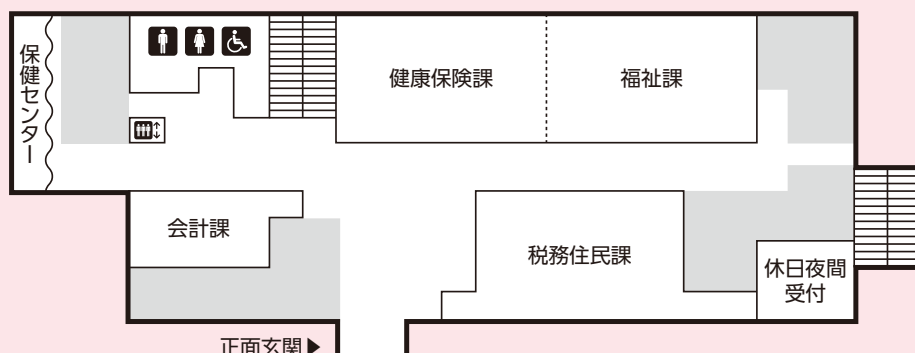 保健センター
健康保険課
福祉課
会計課
税務住民課
休日夜間
受付
正面玄関▶